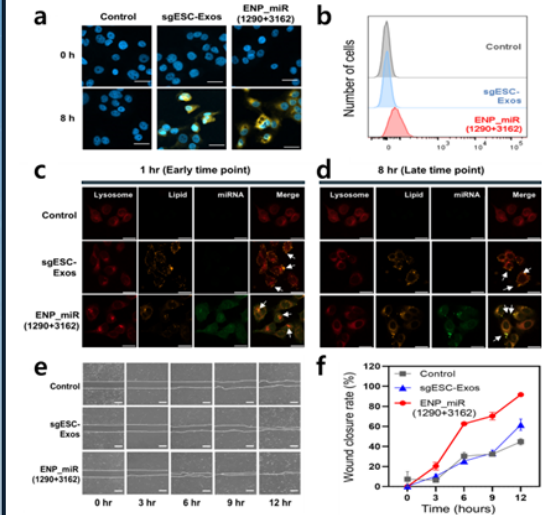 a
Control
sgESC-Exos
ENP_miR
(1290+3162)
0 h
8 h
b
Number of cells
Control
sgESC-
Exos
ENP_miR
(1290+3162)
0
10³
10⁴
10⁵
c
1 hr (Early time point)
Lysosome
Lipid
miRNA
Merge
Control
sgESC-
Exos
ENP_miR
(1290+3162)
d
8 hr (Late time point)
Lysosome
Lipid
miRNA
Merge
e
Control
sgESC-
Exos
ENP_miR
(1290+3162)
0 hr
3 hr
6 hr
9 hr
12 hr
f
Wound closure rate (%)
120
100
80
60
40
20
0
Control
sgESC-Exos
ENP_miR
(1290+3162)
0
3
6
9
12
Time (hours)